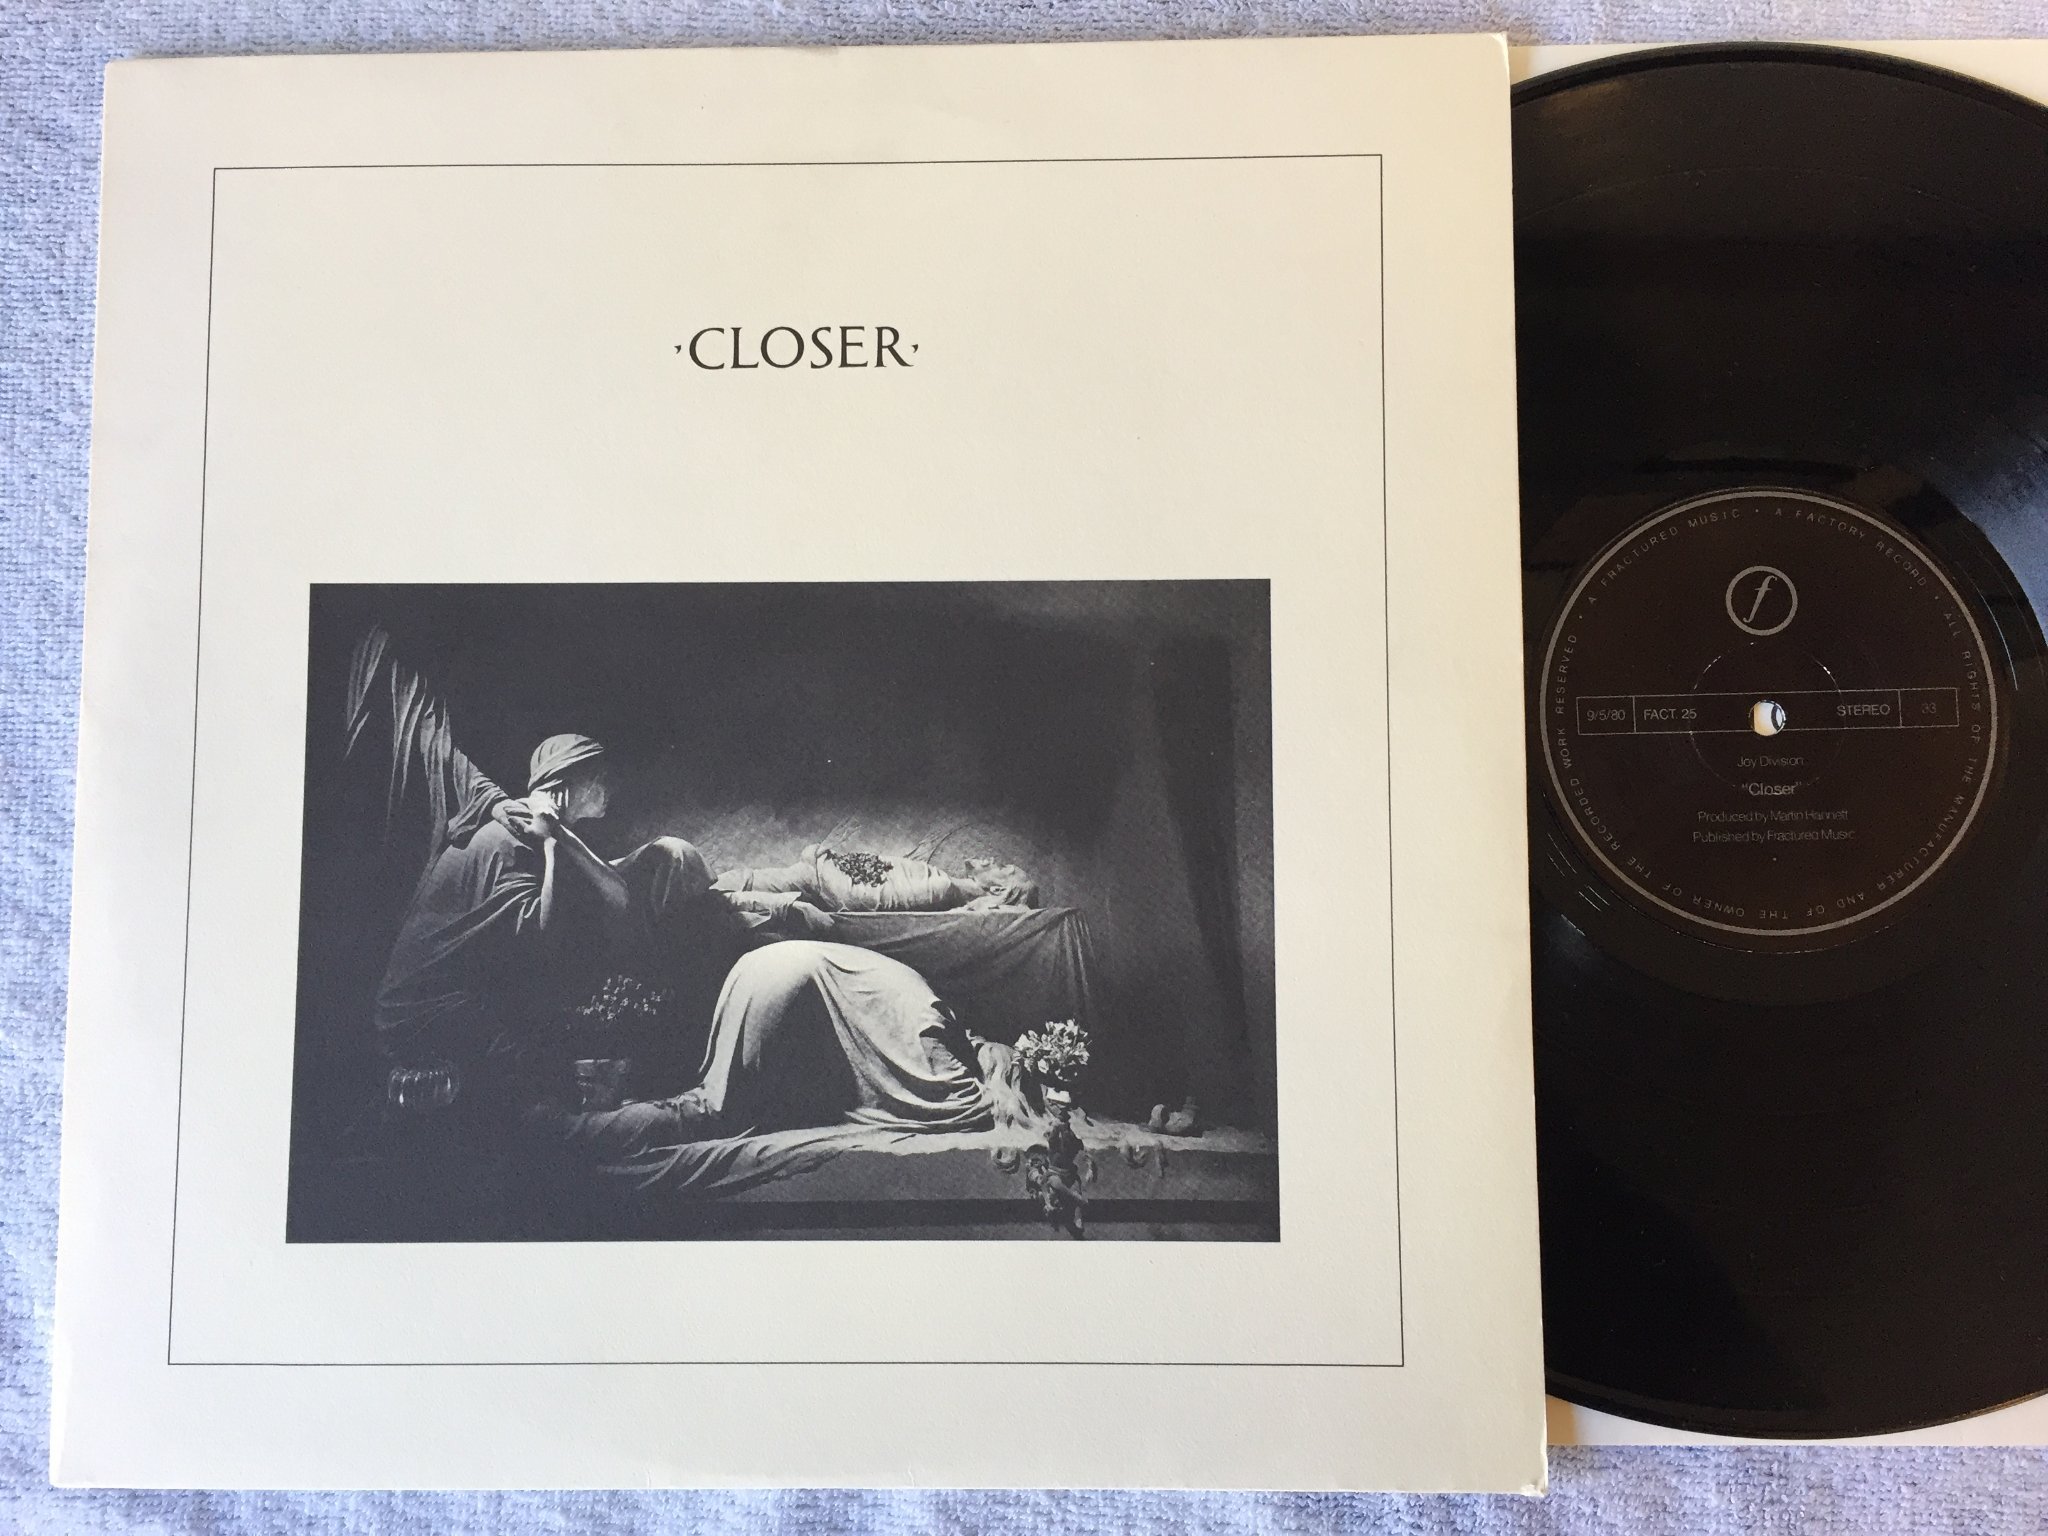 ·CLOSER·
A FRACTURED MUSIC • A FACTORY RECORD • ALL RIGHTS OF THE MANUFACTURER AND OF THE OWNER OF THE RECORDED WORK RESERVED •
f
9/5/80 FACT. 25 STEREO 33
Joy Division
"Closer"
Produced by Martin Hannett
Published by Fractured Music